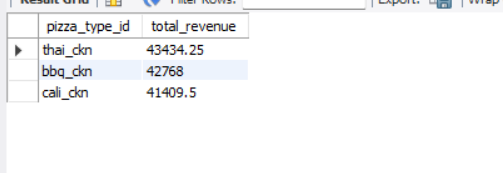 Result Grid Filter Rows: Export: Wrap
pizza_type_id total_revenue
thai_ckn 43434.25
bbq_ckn 42768
cali_ckn 41409.5